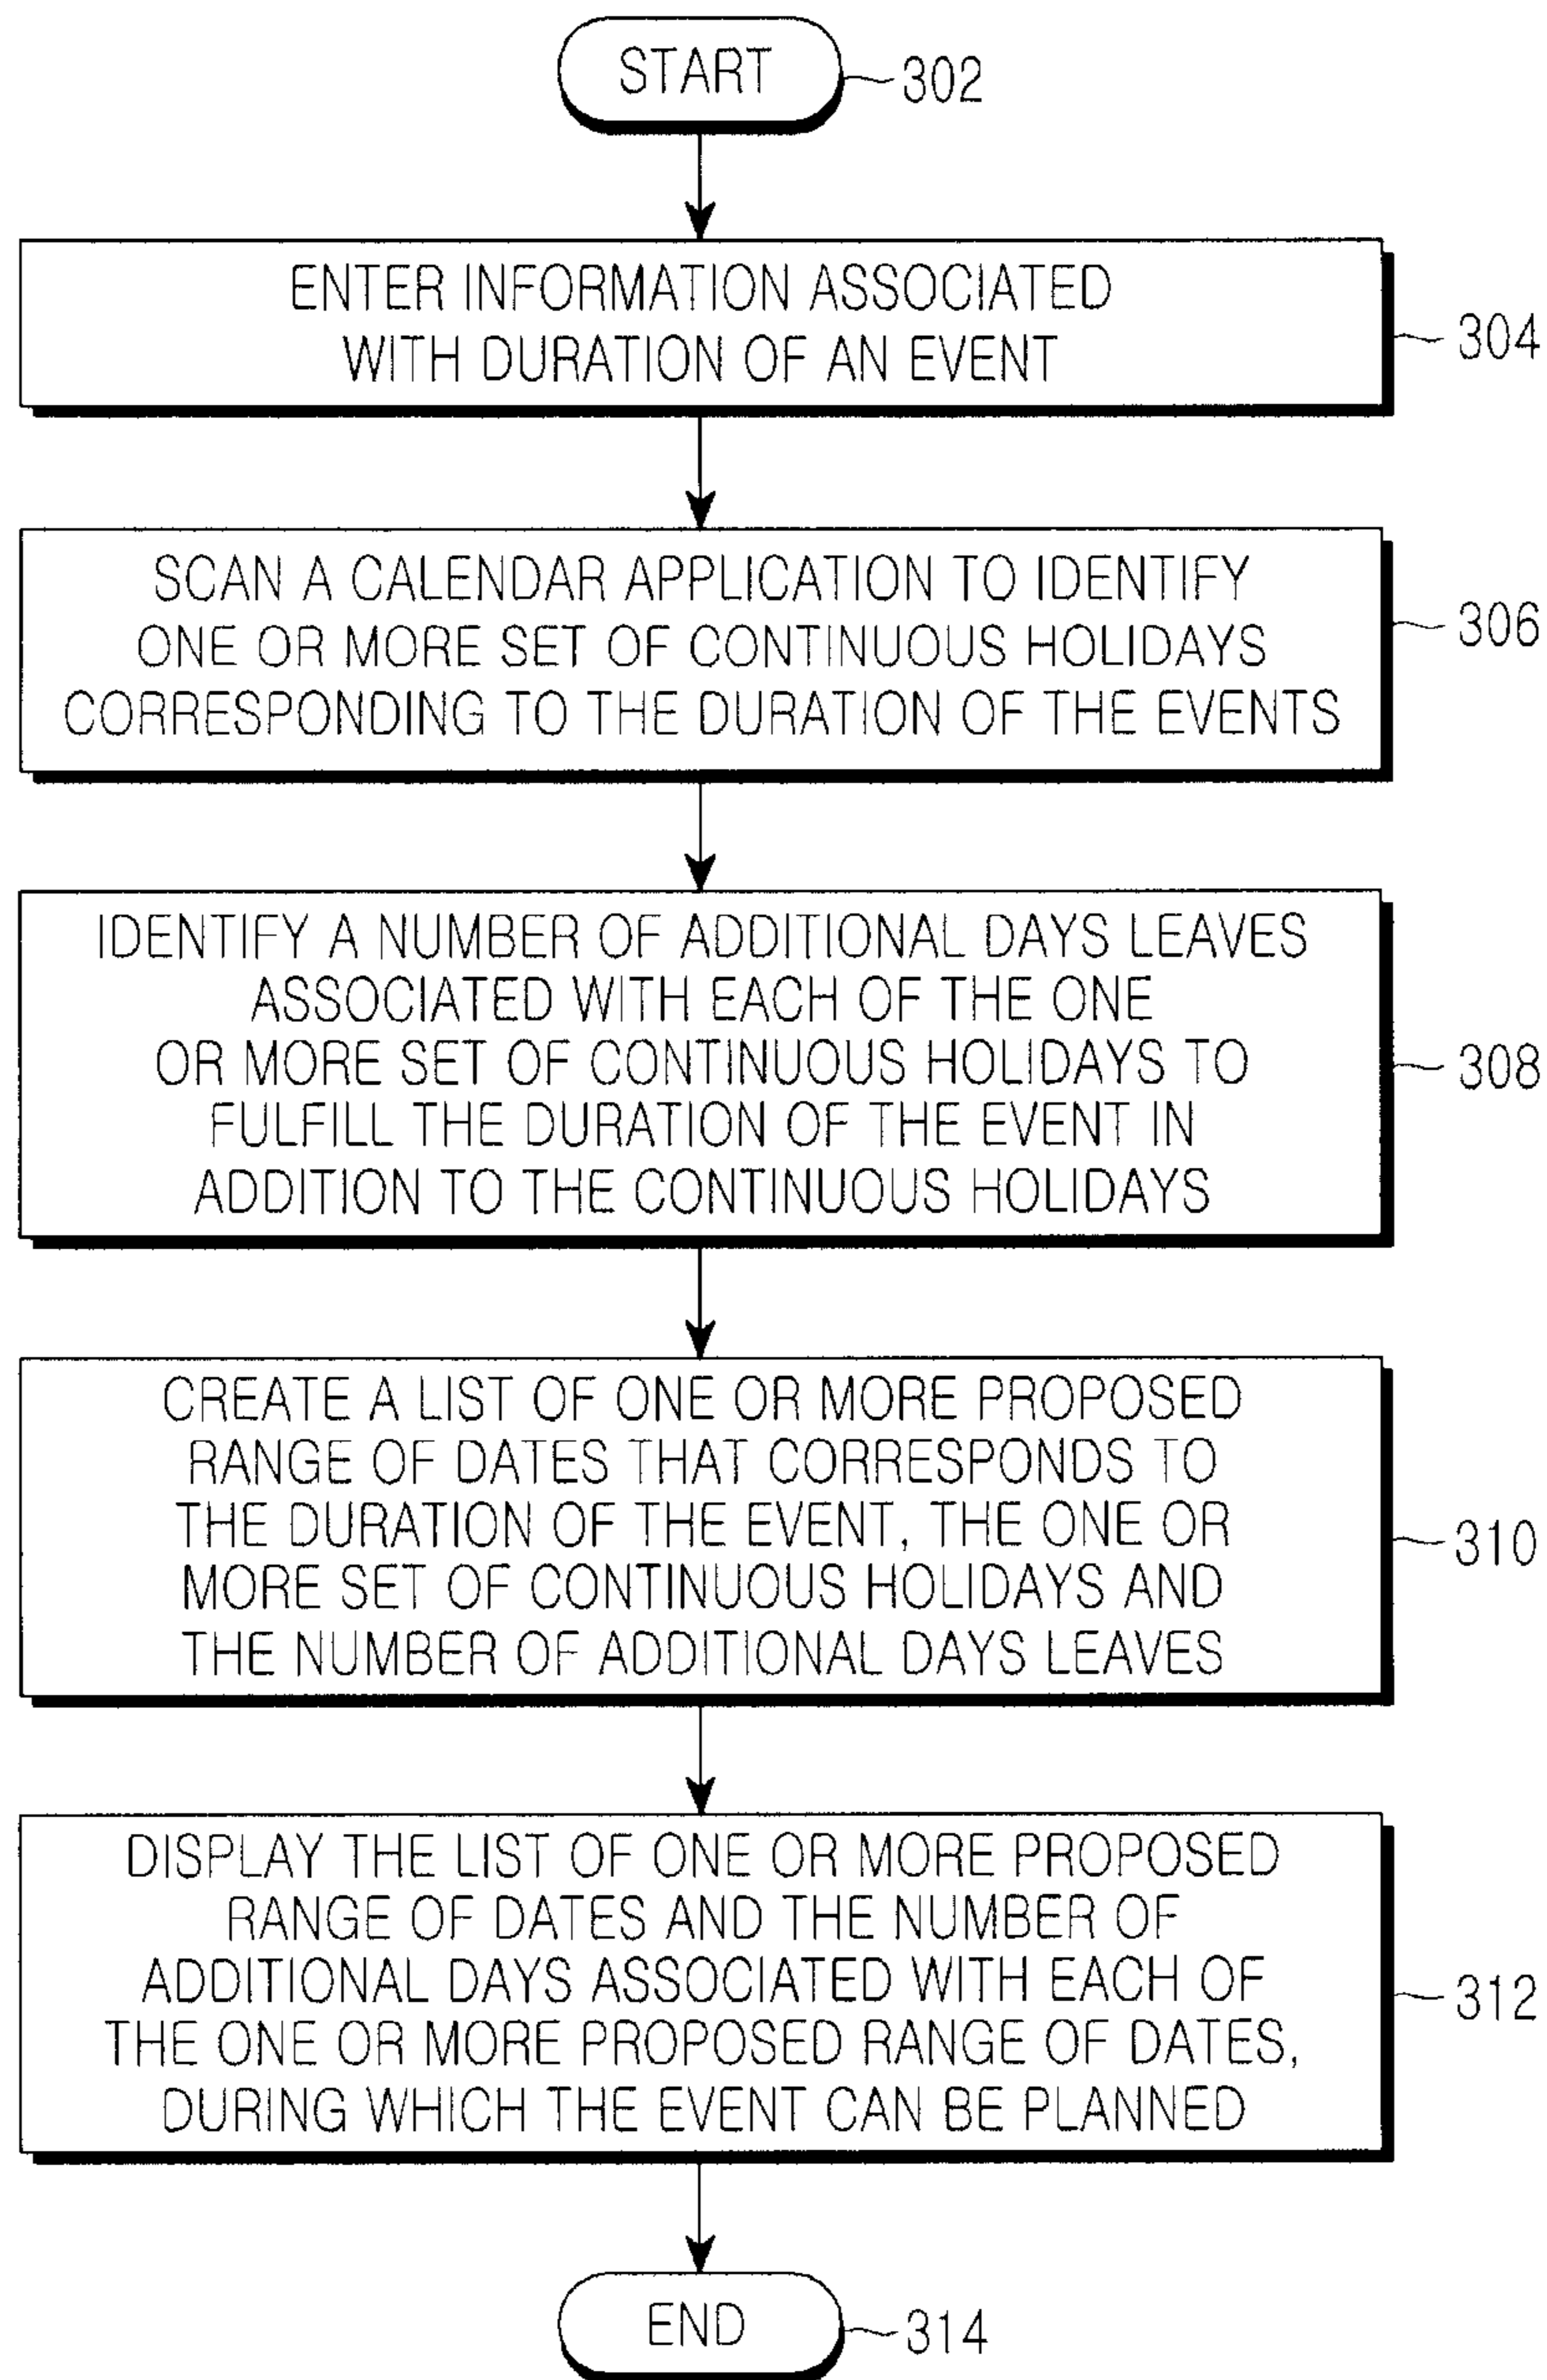 START
302
ENTER INFORMATION ASSOCIATED
WITH DURATION OF AN EVENT
304
SCAN A CALENDAR APPLICATION TO IDENTIFY
ONE OR MORE SET OF CONTINUOUS HOLIDAYS
CORRESPONDING TO THE DURATION OF THE EVENTS
306
IDENTIFY A NUMBER OF ADDITIONAL DAYS LEAVES
ASSOCIATED WITH EACH OF THE ONE
OR MORE SET OF CONTINUOUS HOLIDAYS TO
FULFILL THE DURATION OF THE EVENT IN
ADDITION TO THE CONTINUOUS HOLIDAYS
308
CREATE A LIST OF ONE OR MORE PROPOSED
RANGE OF DATES THAT CORRESPONDS TO
THE DURATION OF THE EVENT, THE ONE OR
MORE SET OF CONTINUOUS HOLIDAYS AND
THE NUMBER OF ADDITIONAL DAYS LEAVES
310
DISPLAY THE LIST OF ONE OR MORE PROPOSED
RANGE OF DATES AND THE NUMBER OF
ADDITIONAL DAYS ASSOCIATED WITH EACH OF
THE ONE OR MORE PROPOSED RANGE OF DATES,
DURING WHICH THE EVENT CAN BE PLANNED
312
END
314